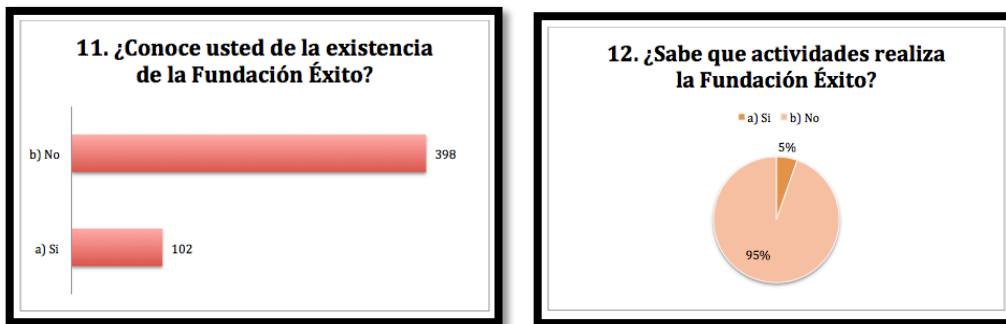 11. ¿Conoce usted de la existencia
de la Fundación Éxito?
b) No
398
a) Si
102
12. ¿Sabe que actividades realiza
la Fundación Éxito?
a) Si b) No
5%
95%